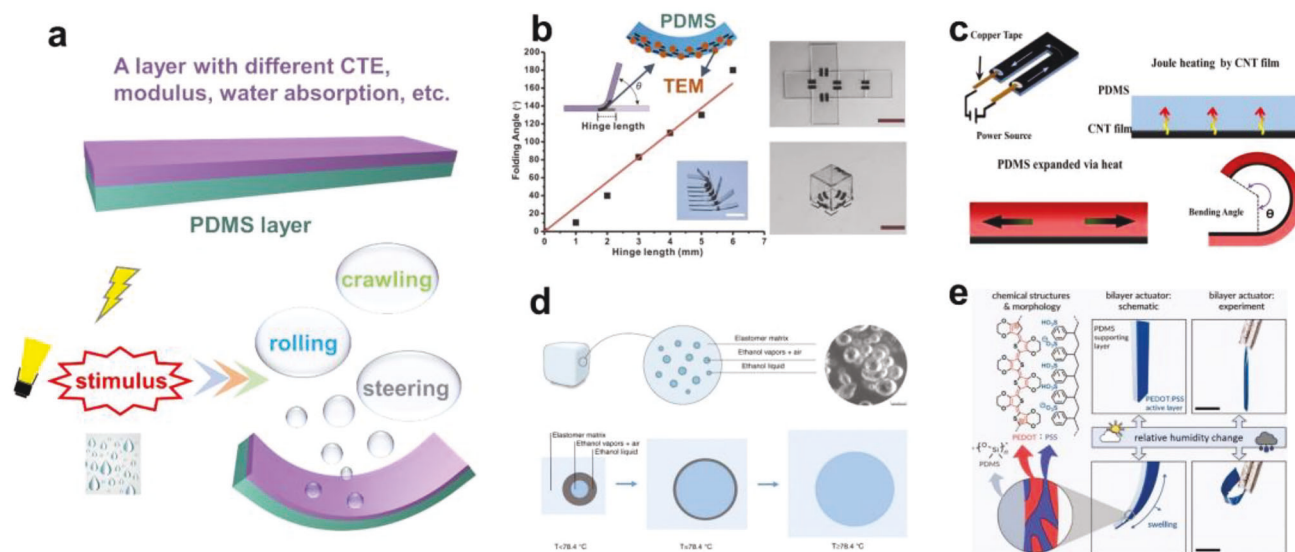 a
A layer with different CTE,
modulus, water absorption, etc.
PDMS layer
crawling
rolling
steering
stimulus
b
PDMS
TEM
θ
Hinge length
Folding Angle (°)
200
180
160
140
120
100
80
60
40
20
0
0
1
2
3
4
5
6
7
Hinge length (mm)
c
Copper Tape
Power Source
Joule heating by CNT film
PDMS
CNT film
PDMS expanded via heat
Bending Angle
θ
d
Elastomer matrix
Ethanol vapors + air
Ethanol liquid
Elastomer matrix
Ethanol vapors + air
Ethanol liquid
T<78.4 °C
T≤78.4 °C
T≥78.4 °C
e
chemical structures
& morphology
bilayer actuator:
schematic
bilayer actuator:
experiment
PDMS
supporting
layer
PEDOT:PSS
active layer
PEDOT : PSS
PDMS
relative humidity change
swelling